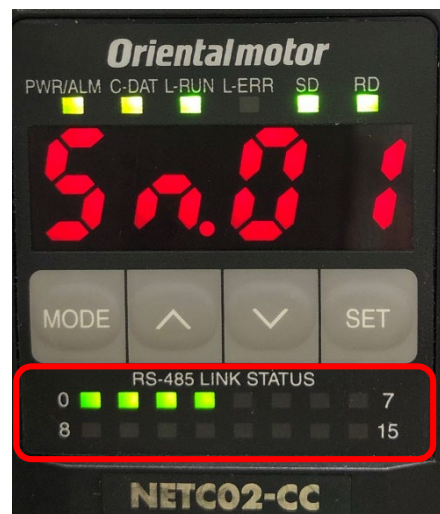 Orientalmotor
PWR/ALM C-DAT L-RUN L-ERR SD RD
Sn.01
MODE SET
RS-485 LINK STATUS
0 7
8 15
NETC02-CC